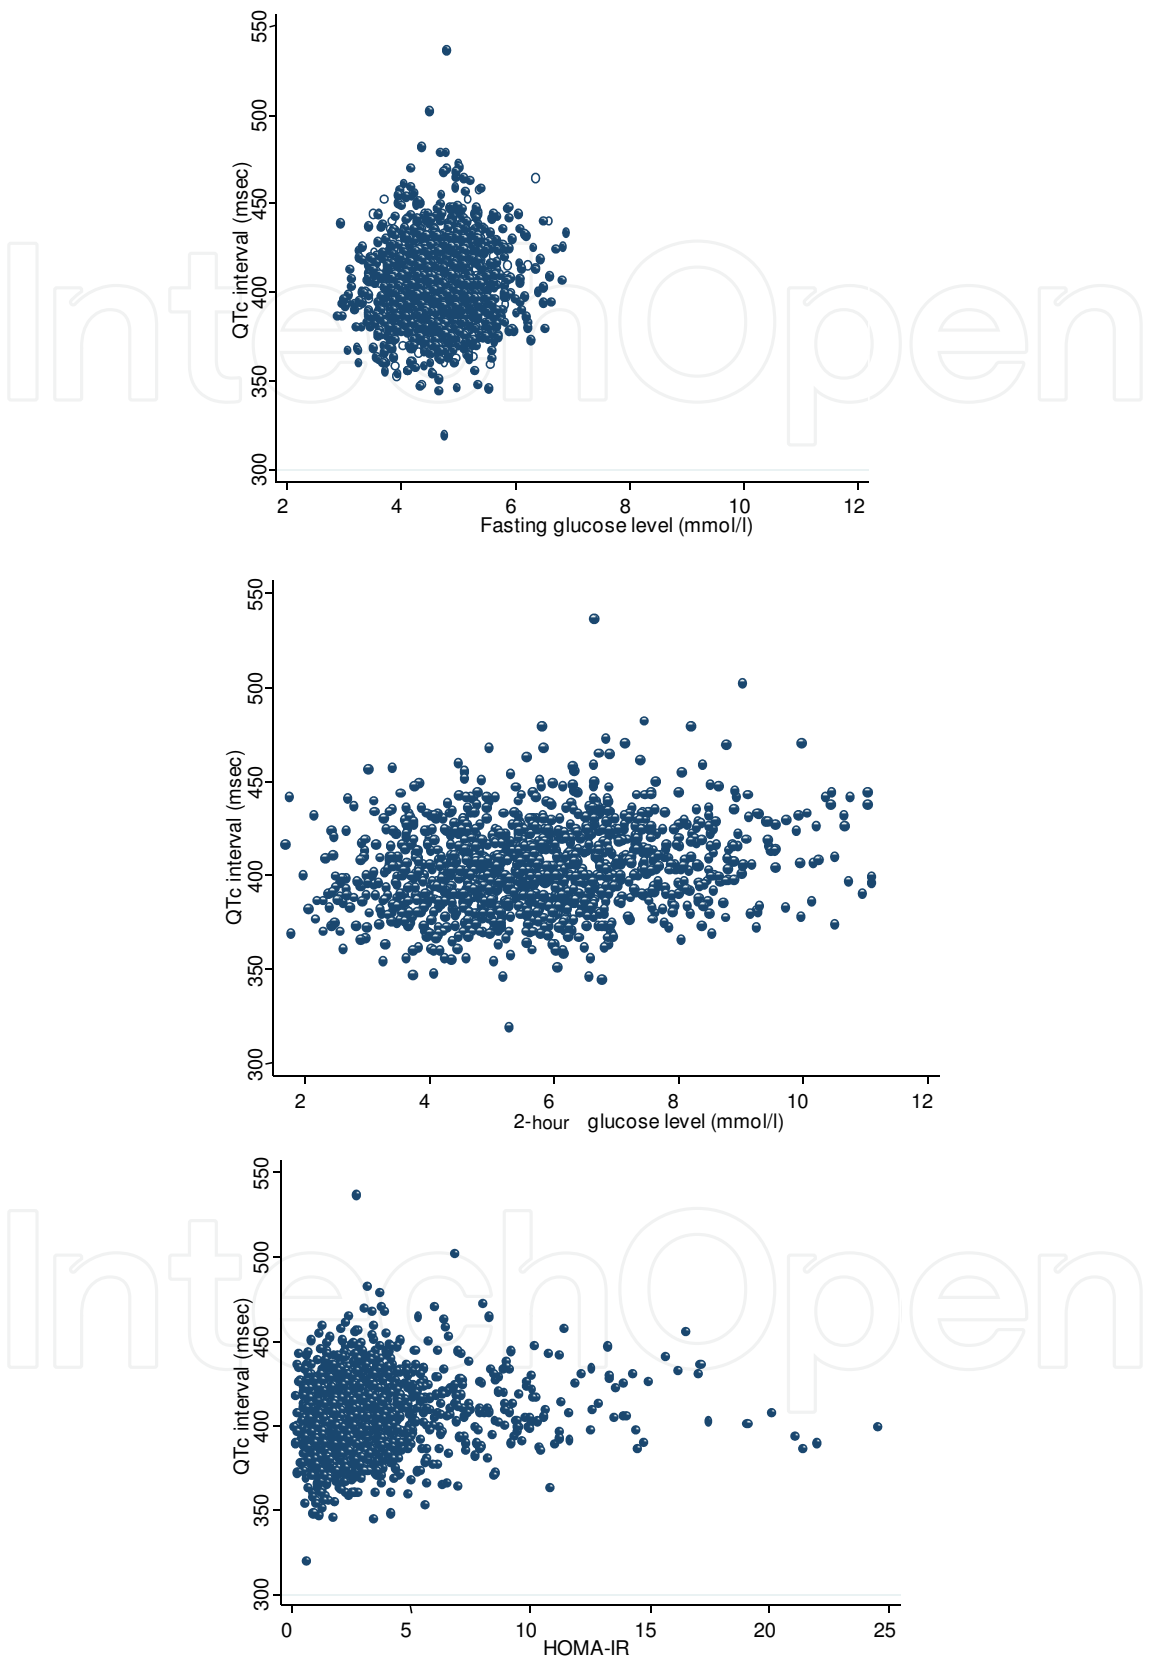 550
500
450
400
350
300
QTc interval (msec)
2 4 6 8 10 12
Fasting glucose level (mmol/l)
IntechOpen
550
500
450
400
350
300
QTc interval (msec)
2 4 6 8 10 12
2-hour glucose level (mmol/l)
550
500
450
400
350
300
QTc interval (msec)
0 5 10 15 20 25
HOMA-IR
IntechOpen